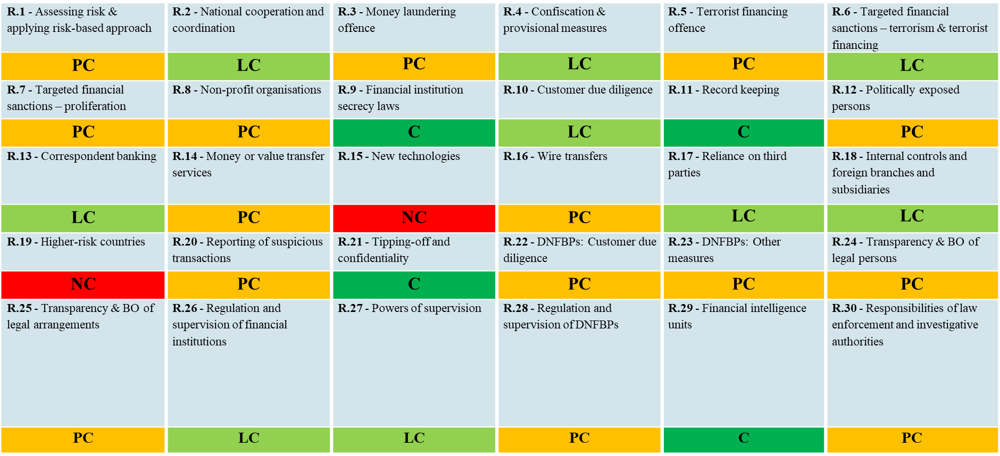 R.1 - Assessing risk &
applying risk-based approach
R.2 - National cooperation and
coordination
R.3 - Money laundering
offence
R.4 - Confiscation &
provisional measures
R.5 - Terrorist financing
offence
R.6 - Targeted financial
sanctions – terrorism & terrorist
financing
PC
LC
PC
LC
PC
LC
R.7 - Targeted financial
sanctions – proliferation
R.8 - Non-profit organisations
R.9 - Financial institution
secrecy laws
R.10 - Customer due diligence
R.11 - Record keeping
R.12 - Politically exposed
persons
PC
PC
C
LC
C
PC
R.13 - Correspondent banking
R.14 - Money or value transfer
services
R.15 - New technologies
R.16 - Wire transfers
R.17 - Reliance on third
parties
R.18 - Internal controls and
foreign branches and
subsidiaries
LC
PC
NC
PC
LC
LC
R.19 - Higher-risk countries
R.20 - Reporting of suspicious
transactions
R.21 - Tipping-off and
confidentiality
R.22 - DNFBPs: Customer due
diligence
R.23 - DNFBPs: Other
measures
R.24 - Transparency & BO of
legal persons
NC
PC
C
PC
PC
PC
R.25 - Transparency & BO of
legal arrangements
R.26 - Regulation and
supervision of financial
institutions
R.27 - Powers of supervision
R.28 - Regulation and
supervision of DNFBPs
R.29 - Financial intelligence
units
R.30 - Responsibilities of law
enforcement and investigative
authorities
PC
LC
LC
PC
C
PC